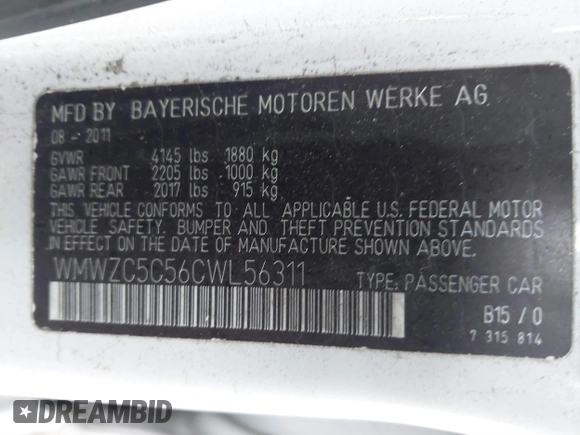 MFD BY BAYERISCHE MOTOREN WERKE AG
08 - 2011
GVWR 4145 lbs 1880 kg
GAWR FRONT 2205 lbs 1000 kg
GAWR REAR 2017 lbs 915 kg
THIS VEHICLE CONFORMS TO ALL APPLICABLE U.S. FEDERAL MOTOR
VEHICLE SAFETY. BUMPER AND THEFT PREVENTION STANDARDS
IN EFFECT ON THE DATE OF MANUFACTURE SHOWN ABOVE.
WMWZC5C56CWL56311 TYPE: PASSENGER CAR
B15 / 0
7 315 814
DREAMBID